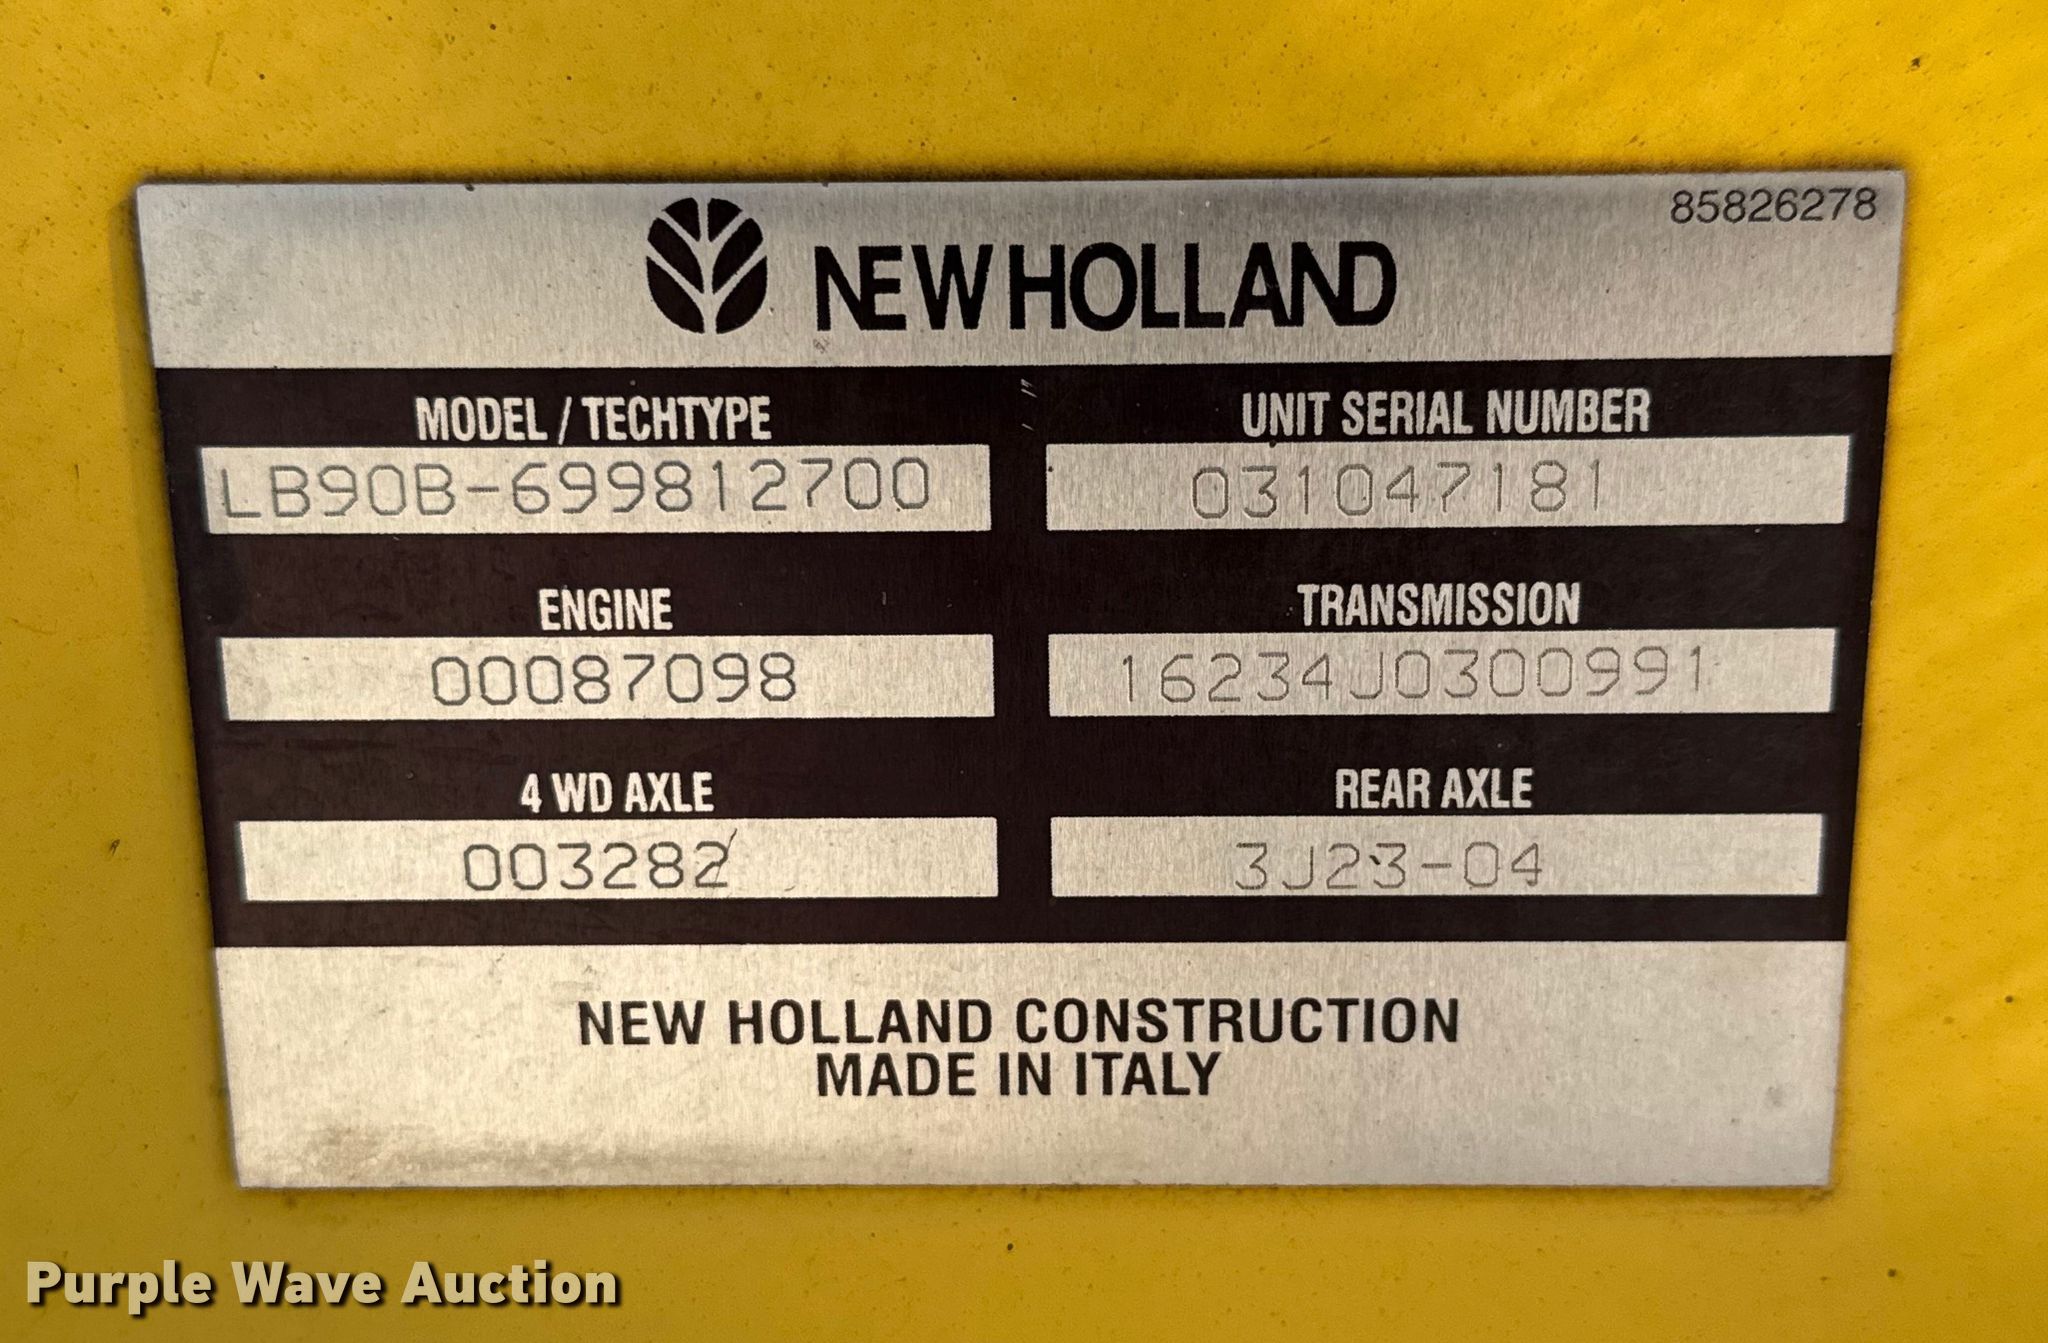 85826278
NEW HOLLAND
MODEL / TECHTYPE
UNIT SERIAL NUMBER
LB90B-699812700
031047181
ENGINE
TRANSMISSION
00087098
16234J0300991
4 WD AXLE
REAR AXLE
003282
3J23-04
NEW HOLLAND CONSTRUCTION
MADE IN ITALY
Purple Wave Auction